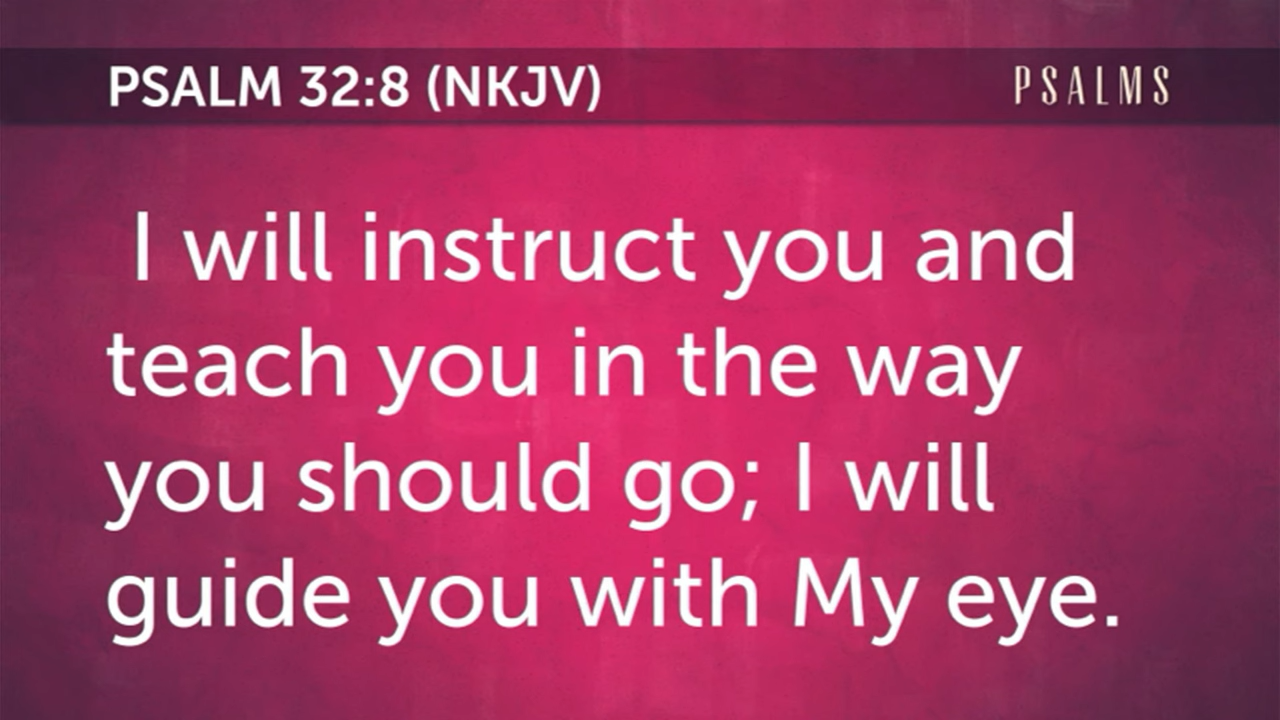 PSALM 32:8 (NKJV)
PSALMS
I will instruct you and
teach you in the way
you should go; I will
guide you with My eye.